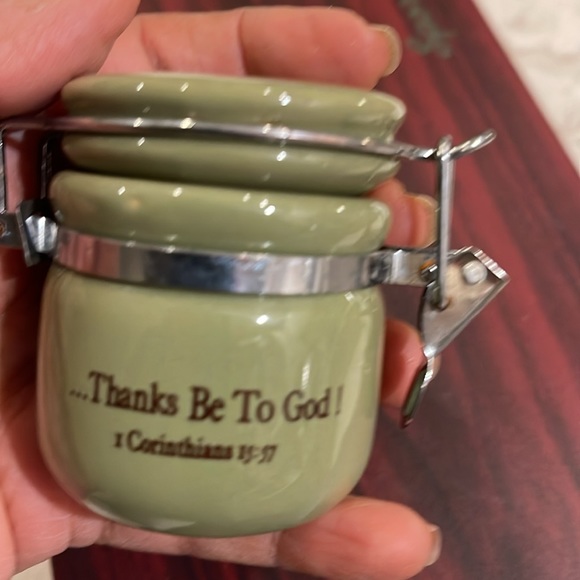 ...Thanks Be To God!
1 Corinthians 15:57